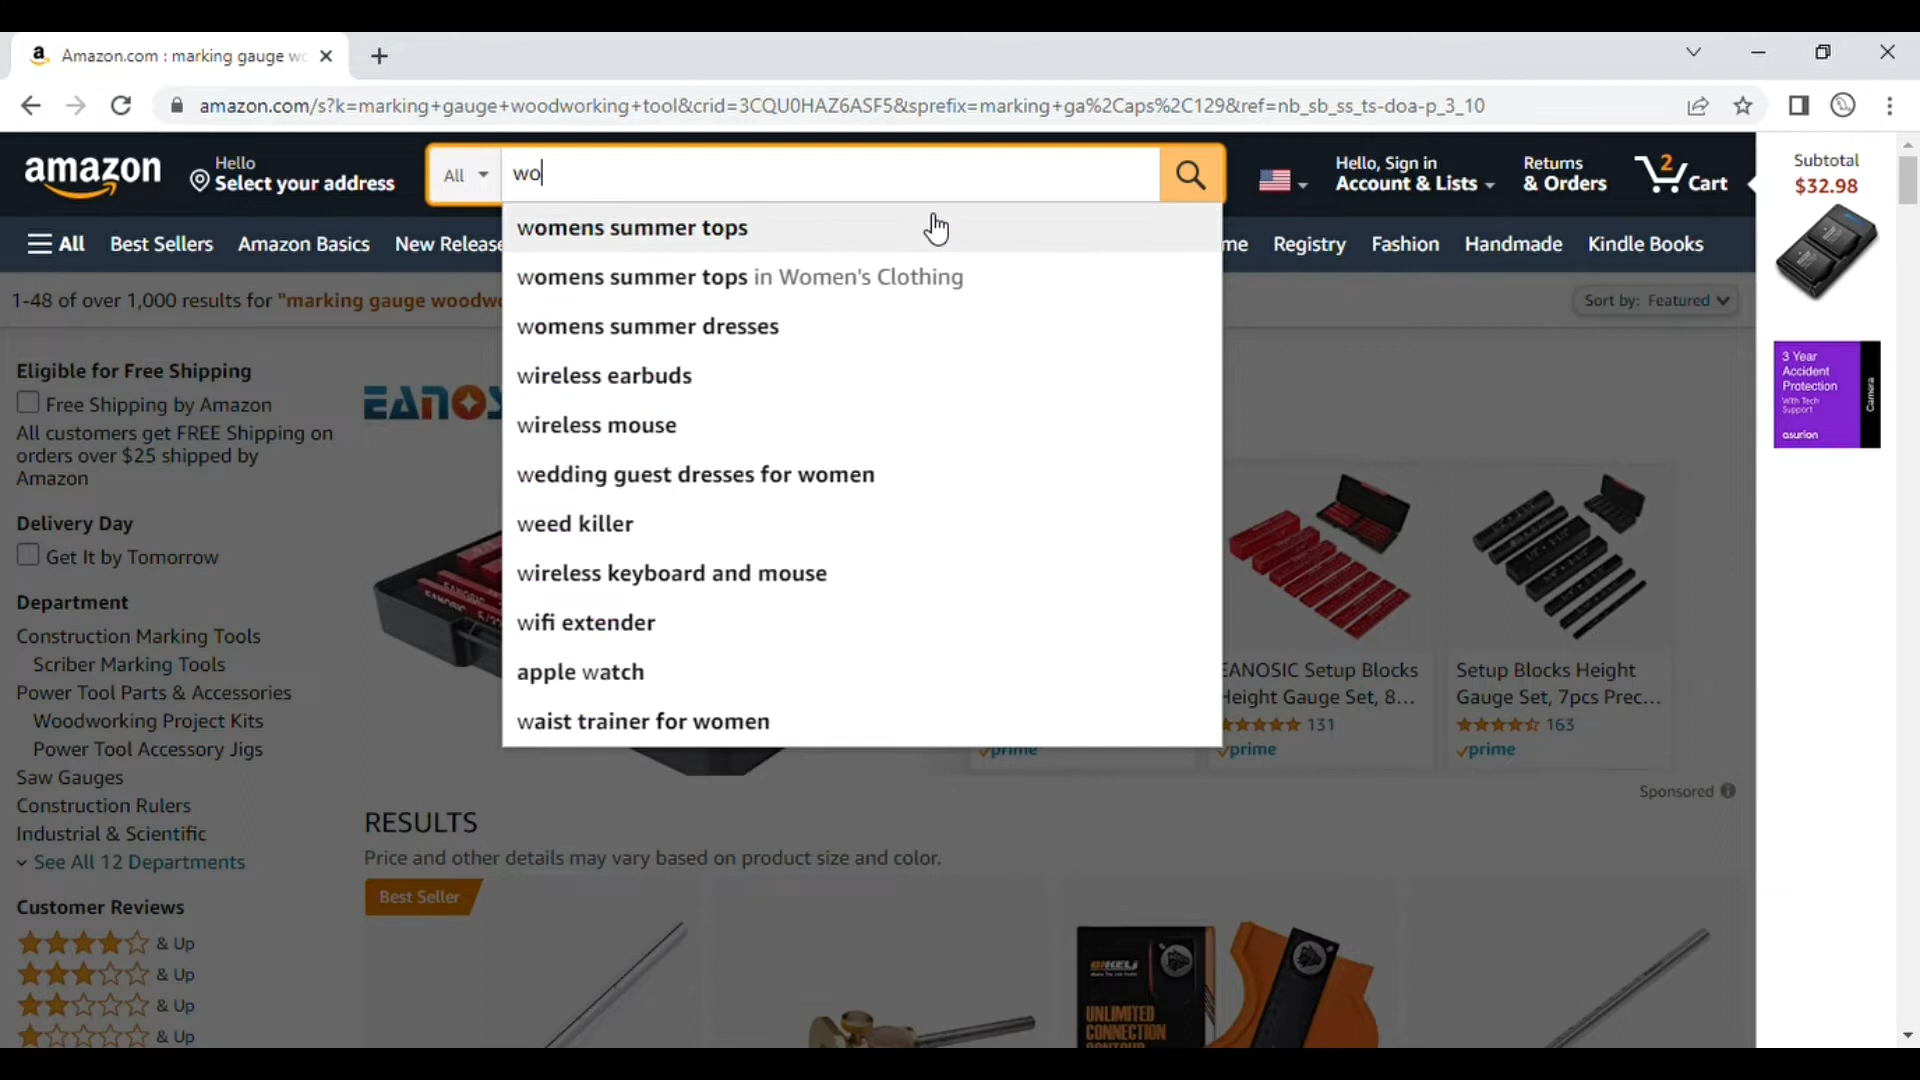 Amazon.com : marking gauge wo
amazon.com/s?k=marking+gauge+woodworking+tool&crid=3CQU0HAZ6ASF5&sprefix=marking+ga%2Caps%2C129&ref=nb_sb_ss_ts-doa-p_3_10
amazon
Hello
Select your address
All
wo
Hello, Sign in
Account & Lists
Returns
& Orders
2
Cart
Subtotal
$32.98
All
Best Sellers
Amazon Basics
New Release
me
Registry
Fashion
Handmade
Kindle Books
womens summer tops
womens summer tops in Women's Clothing
womens summer dresses
wireless earbuds
wireless mouse
wedding guest dresses for women
weed killer
wireless keyboard and mouse
wifi extender
apple watch
waist trainer for women
1-48 of over 1,000 results for "marking gauge woodwo
Sort by: Featured
Eligible for Free Shipping
Free Shipping by Amazon
All customers get FREE Shipping on
orders over $25 shipped by
Amazon
Delivery Day
Get It by Tomorrow
Department
Construction Marking Tools
Scriber Marking Tools
Power Tool Parts & Accessories
Woodworking Project Kits
Power Tool Accessory Jigs
Saw Gauges
Construction Rulers
Industrial & Scientific
See All 12 Departments
Customer Reviews
& Up
& Up
& Up
& Up
EANOS
EANOSIC Setup Blocks
Height Gauge Set, 8...
131
prime
Setup Blocks Height
Gauge Set, 7pcs Prec...
163
prime
prime
Sponsored
RESULTS
Price and other details may vary based on product size and color.
Best Seller
UNLIMITED
CONNECTION
CONTOUR
3 Year
Accident
Protection
With Tech
Support
asurion
Camera